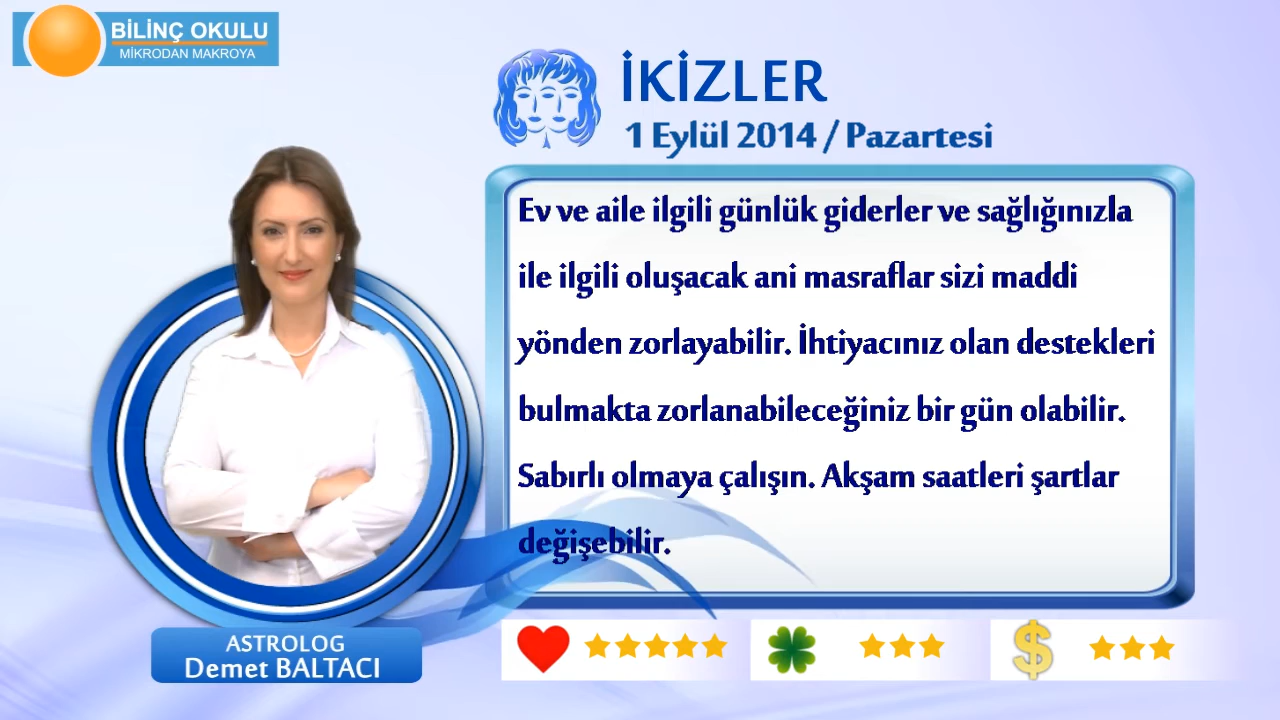 BİLİNÇ OKULU
MİKRODAN MAKROYA
İKİZLER
1 Eylül 2014 / Pazartesi
Ev ve aile ilgili günlük giderler ve sağlığınızla
ile ilgili oluşacak ani masraflar sizi maddi
yönden zorlayabilir. İhtiyacınız olan destekleri
bulmakta zorlanabileceğiniz bir gün olabilir.
Sabırlı olmaya çalışın. Akşam saatleri şartlar
değişebilir.
ASTROLOG
Demet BALTACI